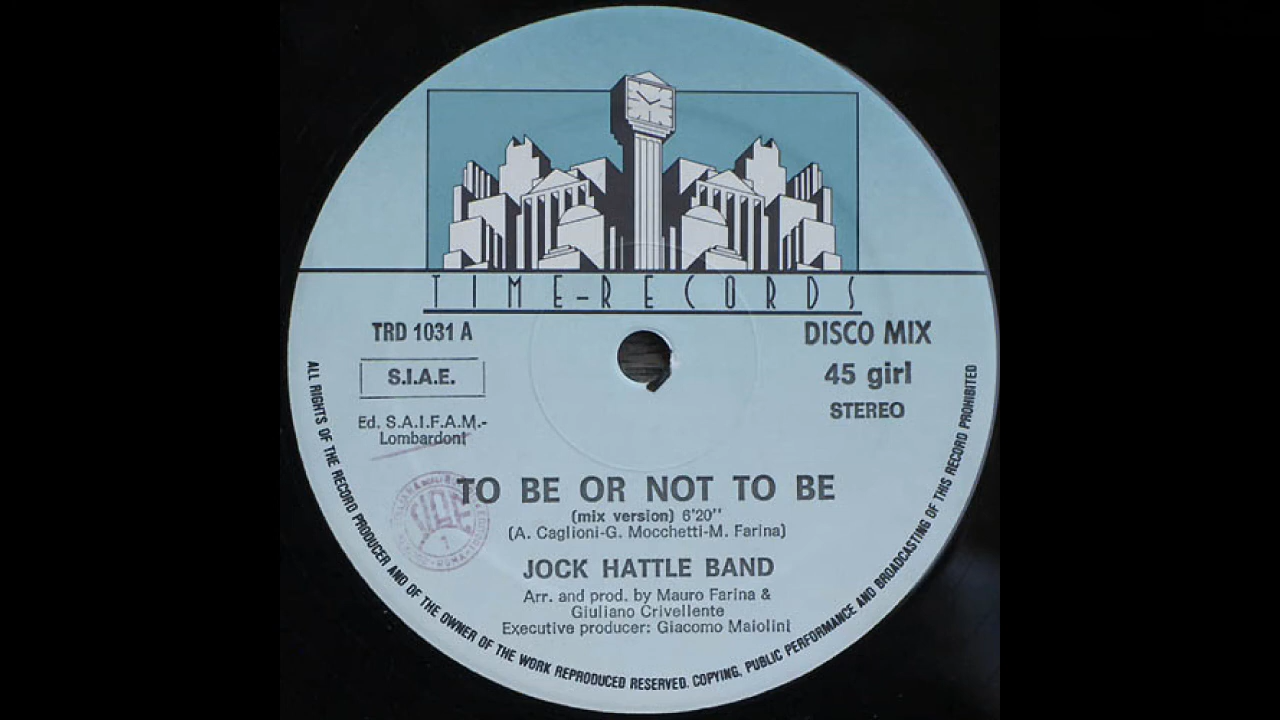 TIME-RECORDS
TRD 1031 A
DISCO MIX
S.I.A.E.
45 giri
STEREO
Ed. S.A.I.F.A.M.-
Lombardoni
TO BE OR NOT TO BE
(mix version) 6'20"
(A. Caglioni-G. Mocchetti-M. Farina)
JOCK HATTLE BAND
Arr. and prod. by Mauro Farina &
Giuliano Crivellente
Executive producer: Giacomo Maiolini
ALL RIGHTS OF THE RECORD PRODUCER AND OF THE OWNER OF THE WORK REPRODUCED RESERVED. COPYING, PUBLIC PERFORMANCE AND BROADCASTING OF THIS RECORD PROHIBITED